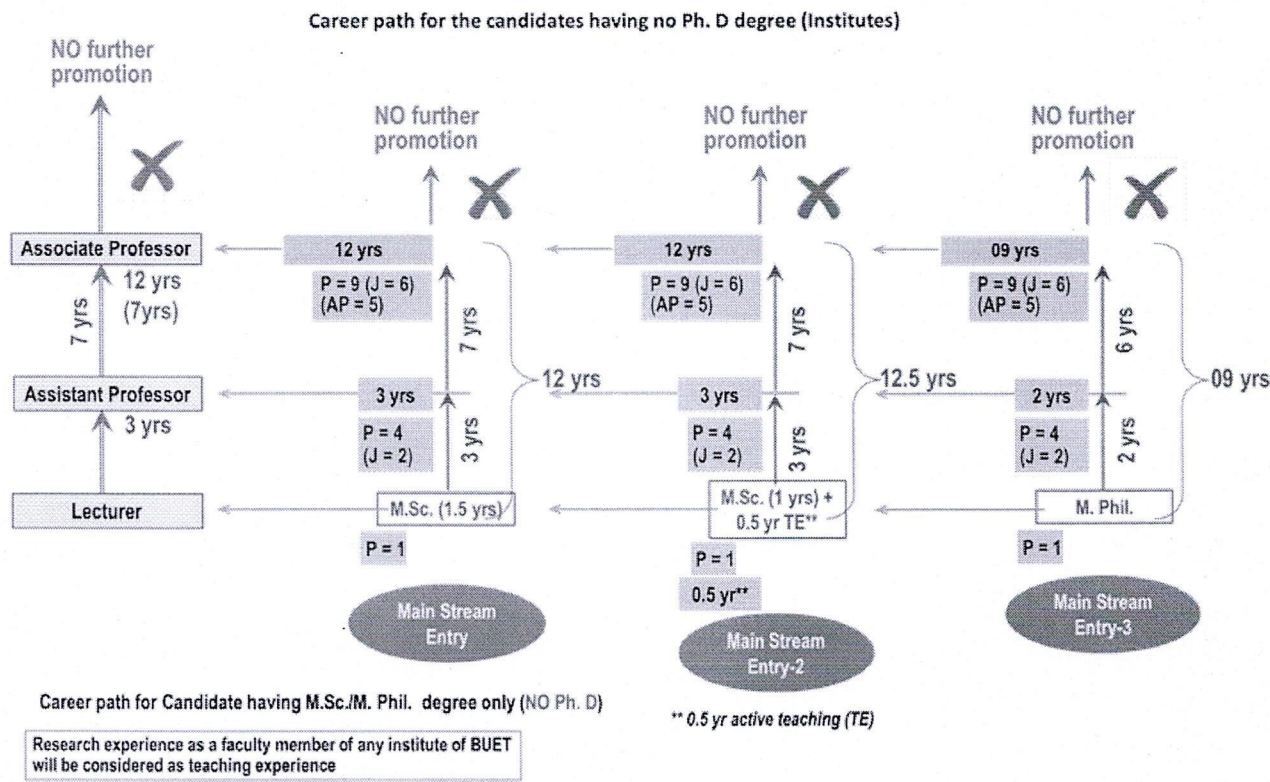 Career path for the candidates having no Ph. D degree (Institutes)
NO further
promotion
NO further
promotion
NO further
promotion
NO further
promotion
Associate Professor
12 yrs
12 yrs
09 yrs
12 yrs
(7yrs)
7 yrs
P = 9 (J = 6)
(AP = 5)
7 yrs
P = 9 (J = 6)
(AP = 5)
7 yrs
P = 9 (J = 6)
(AP = 5)
6 yrs
12 yrs
12.5 yrs
09 yrs
Assistant Professor
3 yrs
3 yrs
3 yrs
2 yrs
P = 4
(J = 2)
3 yrs
P = 4
(J = 2)
3 yrs
P = 4
(J = 2)
2 yrs
Lecturer
M.Sc. (1.5 yrs)
M.Sc. (1 yrs) +
0.5 yr TE**
M. Phil.
P = 1
P = 1
0.5 yr**
P = 1
Main Stream
Entry
Main Stream
Entry-2
Main Stream
Entry-3
Career path for Candidate having M.Sc./M. Phil. degree only (NO Ph. D)
** 0.5 yr active teaching (TE)
Research experience as a faculty member of any institute of BUET
will be considered as teaching experience